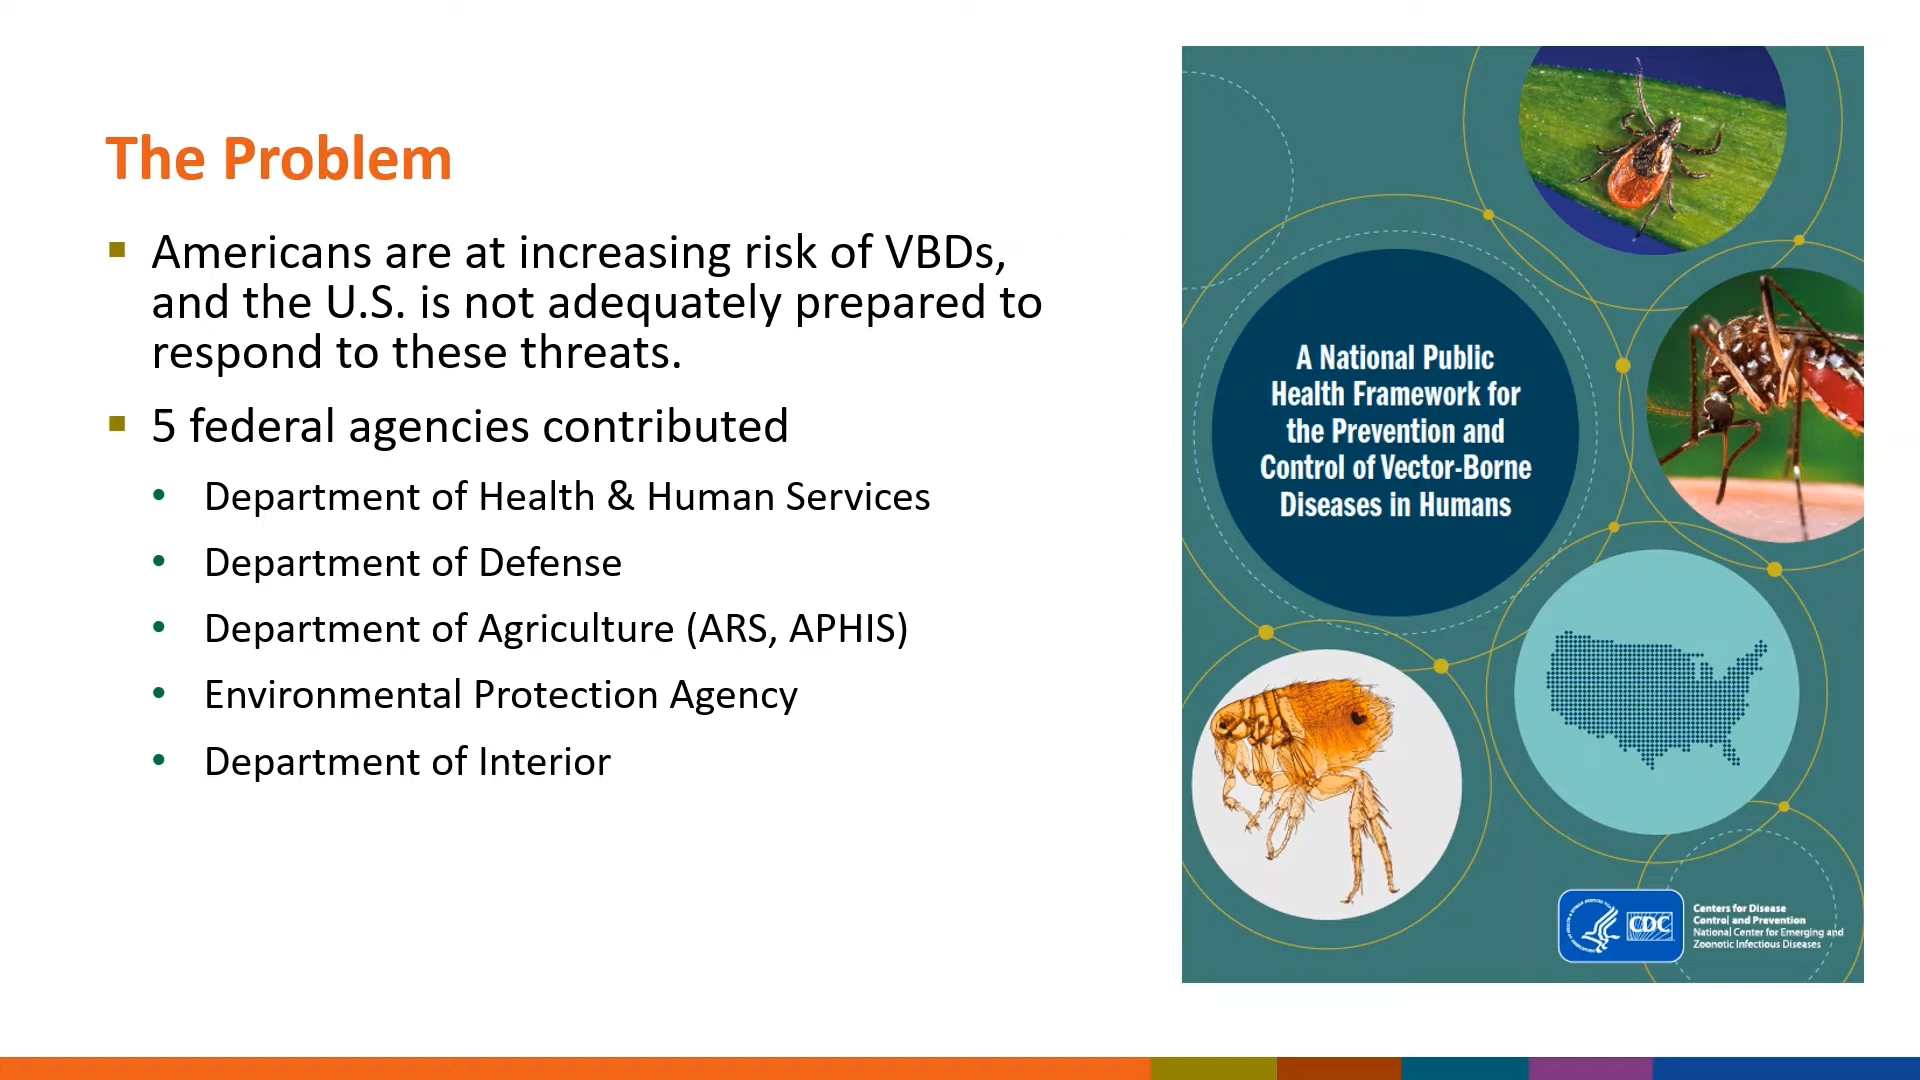 The Problem
Americans are at increasing risk of VBDs,
and the U.S. is not adequately prepared to
respond to these threats.
5 federal agencies contributed
Department of Health & Human Services
Department of Defense
Department of Agriculture (ARS, APHIS)
Environmental Protection Agency
Department of Interior
A National Public
Health Framework for
the Prevention and
Control of Vector-Borne
Diseases in Humans
CDC
Centers for Disease
Control and Prevention
National Center for Emerging and
Zoonotic Infectious Diseases